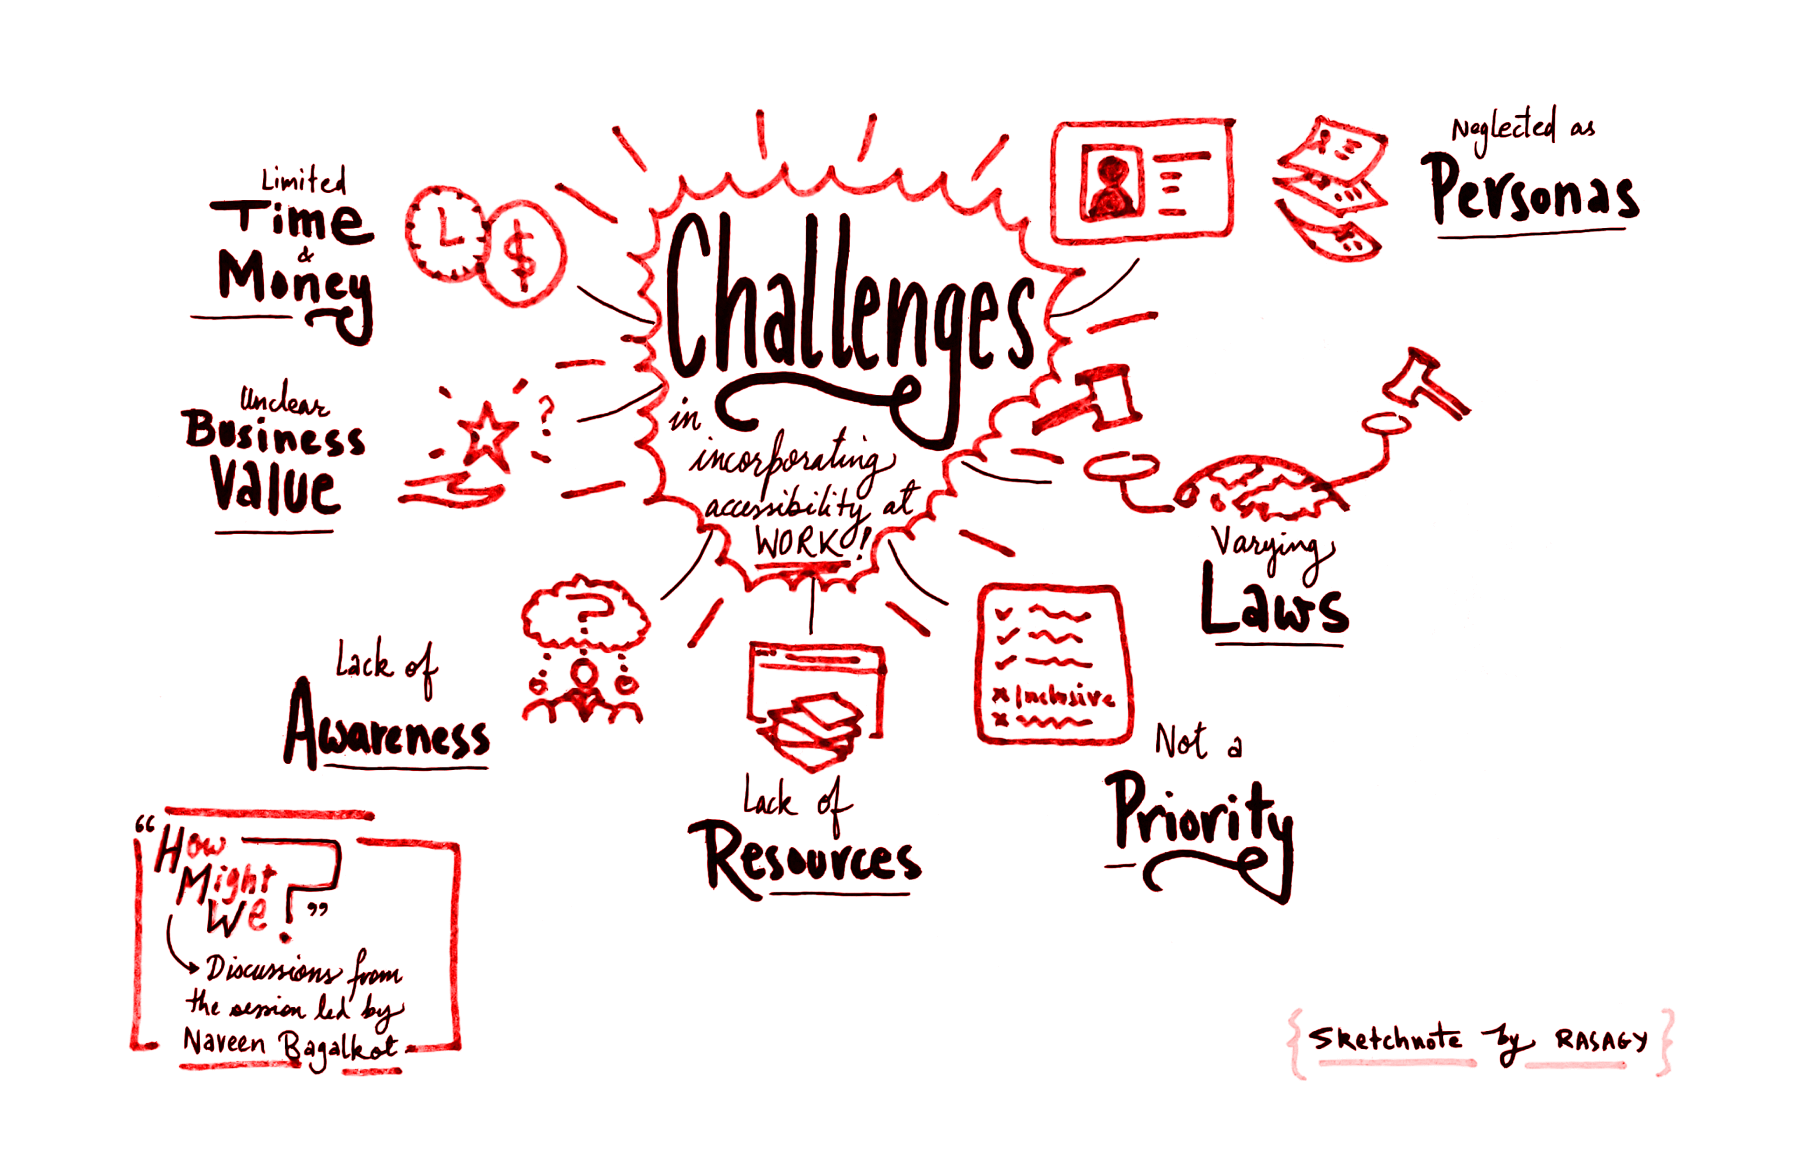 Challenges
in
incorporating
accessibility at
WORK!
Limited
Time
&
Money
Unclear
Business
Value
?
Lack of
Awareness
?
Lack of
Resources
Not a
Priority
Inclusive
Varying
Laws
Neglected as
Personas
$
"How
Might
We?"
Discussions from
the session led by
Naveen Bagalkot
{Sketchnote by RASAGY}